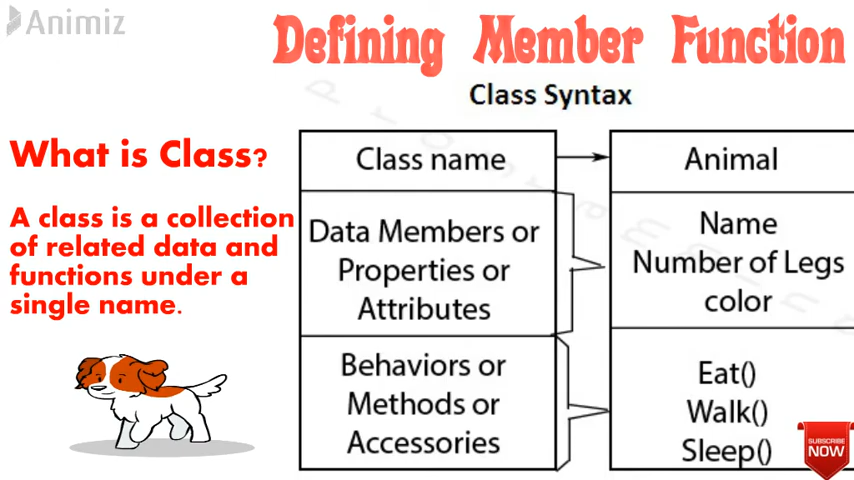 Animiz
Defining Member Function
Class Syntax
What is Class?
A class is a collection
of related data and
functions under a
single name.
Class name
Data Members or
Properties or
Attributes
Behaviors or
Methods or
Accessories
Animal
Name
Number of Legs
color
Eat()
Walk()
Sleep()
SUBSCRIBE
NOW